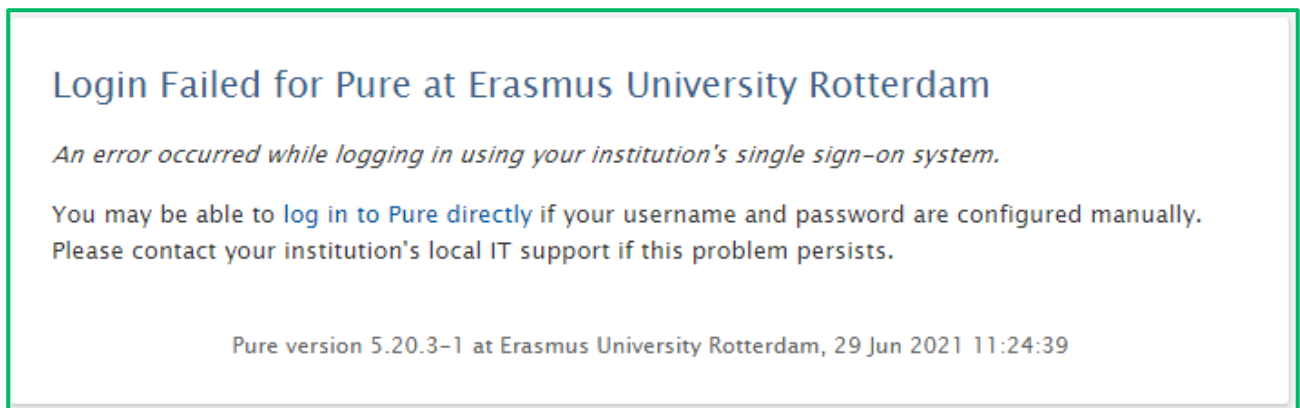 Login Failed for Pure at Erasmus University Rotterdam
An error occurred while logging in using your institution's single sign-on system.
You may be able to log in to Pure directly if your username and password are configured manually.
Please contact your institution's local IT support if this problem persists.
Pure version 5.20.3-1 at Erasmus University Rotterdam, 29 Jun 2021 11:24:39